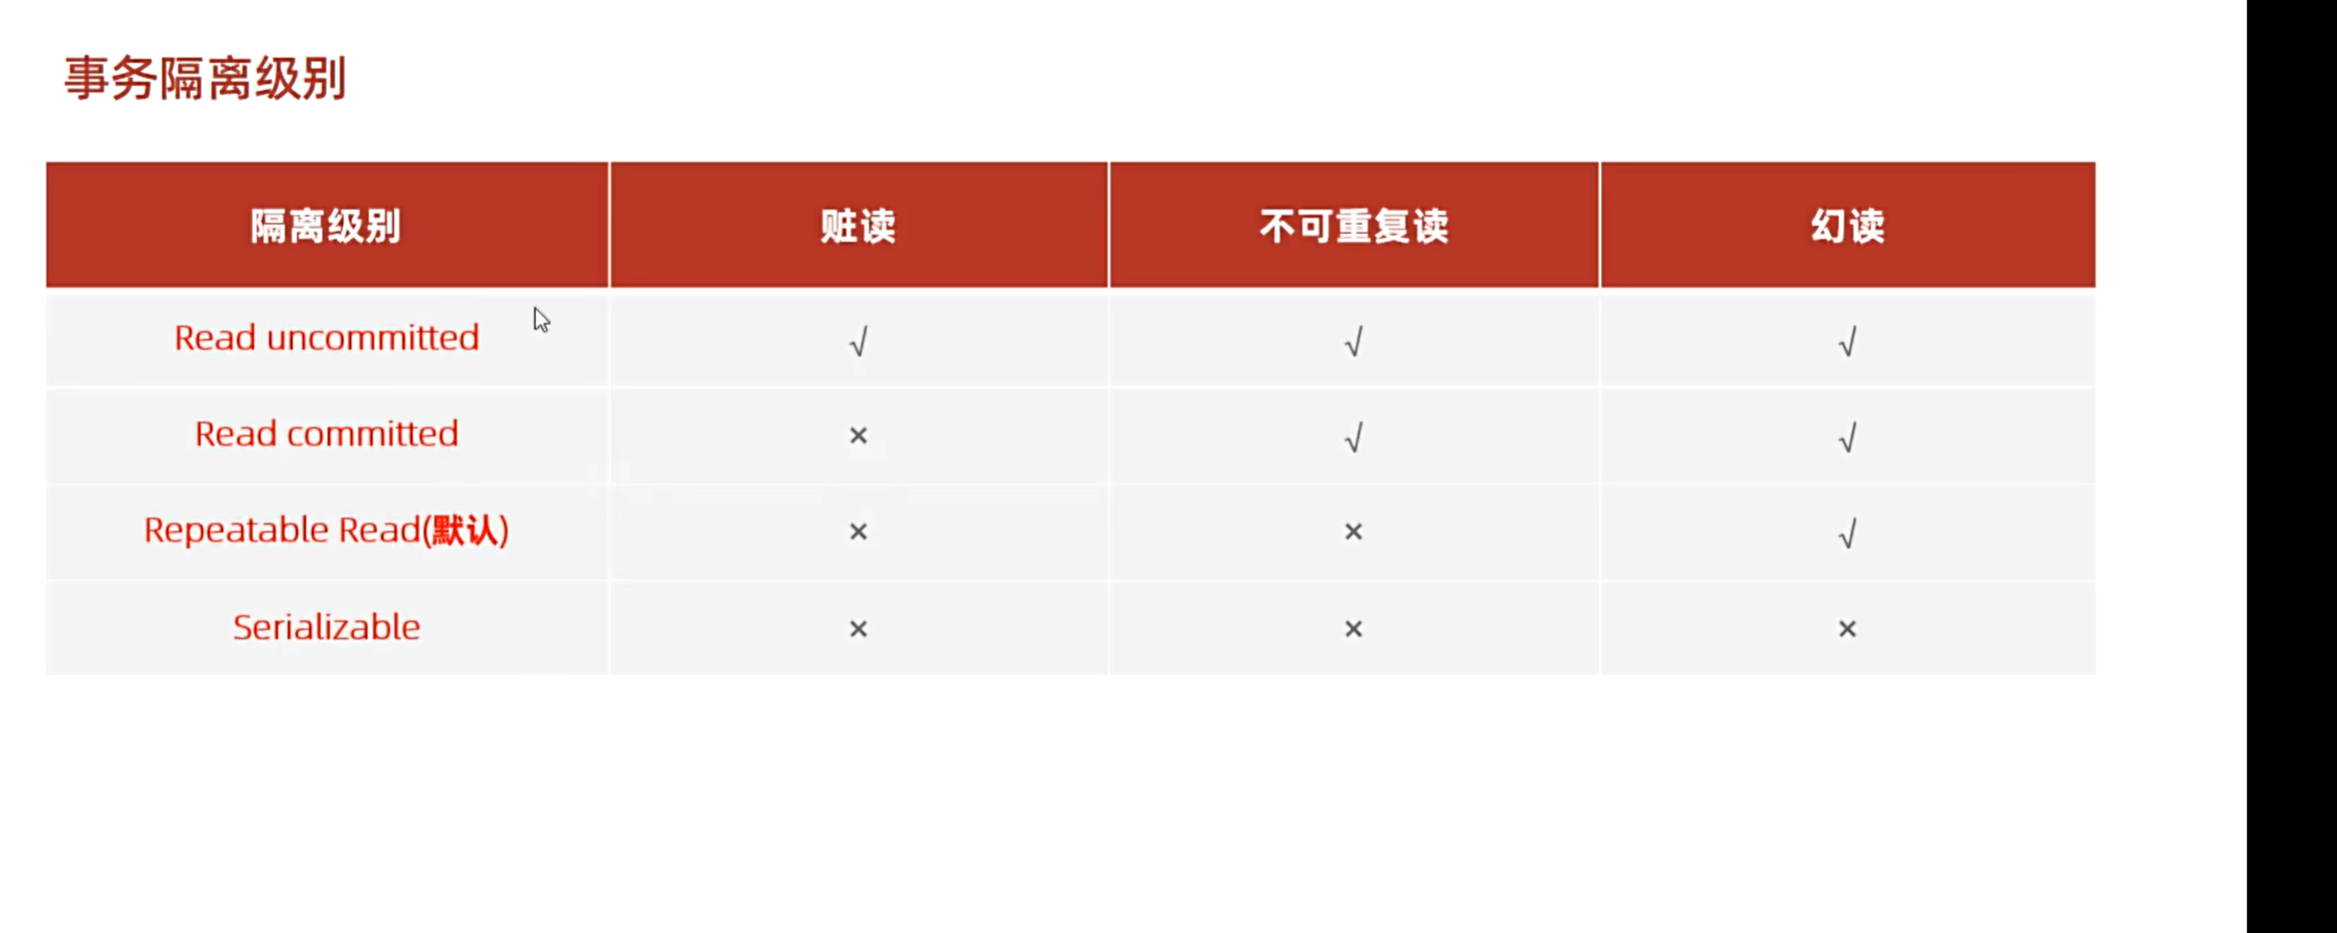 事务隔离级别
隔离级别 赃读 不可重复读 幻读
Read uncommitted √ √ √
Read committed × √ √
Repeatable Read(默认) × × √
Serializable × × ×